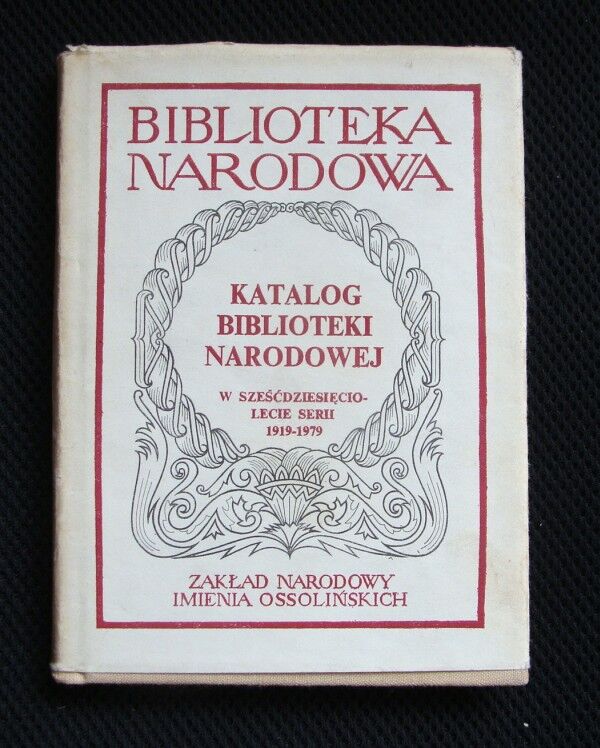 BIBLIOTEKA
NARODOWA
KATALOG
BIBLIOTEKI
NARODOWEJ
W SZEŚĆDZIESIĘCIO-
LECIE SERII
1919-1979
ZAKŁAD NARODOWY
IMIENIA OSSOLIŃSKICH